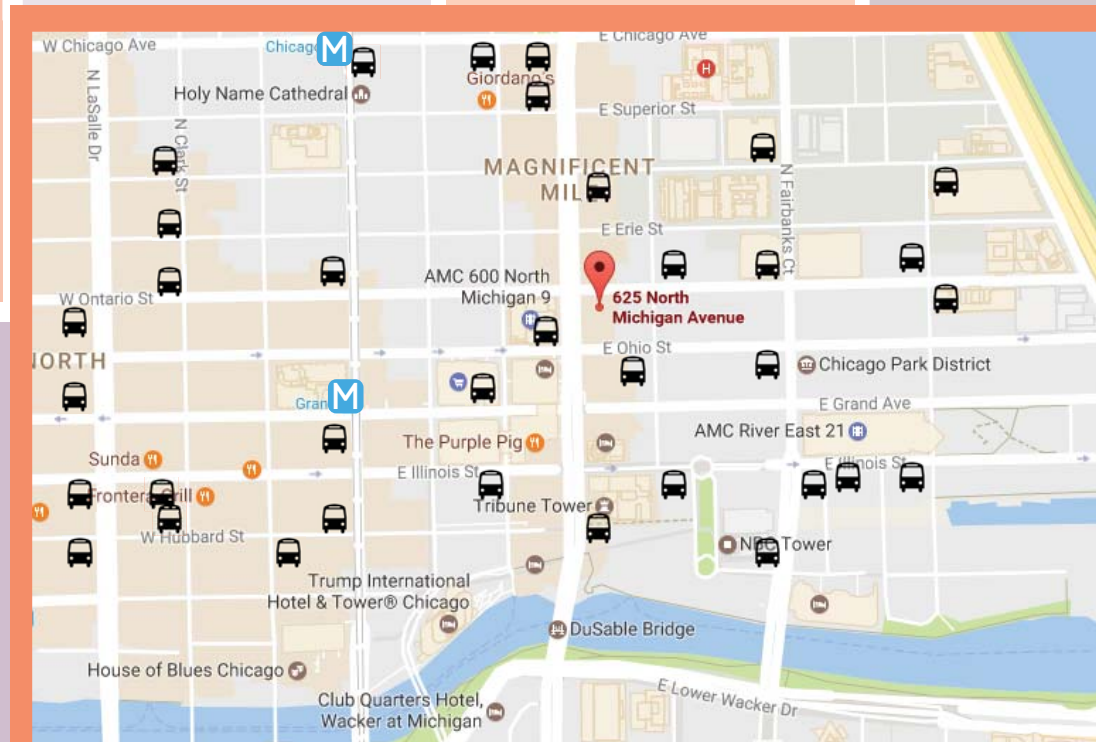 W Chicago Ave
Chicago
M
E Chicago Ave
Giordano's
H
Holy Name Cathedral
E Superior St
N LaSalle Dr
N Clark St
MAGNIFICENT
MIL
N Fairbanks Ct
E Erie St
AMC 600 North
Michigan 9
625 North
Michigan Avenue
W Ontario St
E Ohio St
NORTH
Chicago Park District
Gran
M
E Grand Ave
The Purple Pig
AMC River East 21
Sunda
E Illinois St
E Illinois St
Frontera Grill
Tribune Tower
W Hubbard St
NBC Tower
Trump International
Hotel & Tower® Chicago
DuSable Bridge
House of Blues Chicago
E Lower Wacker Dr
Club Quarters Hotel,
Wacker at Michigan